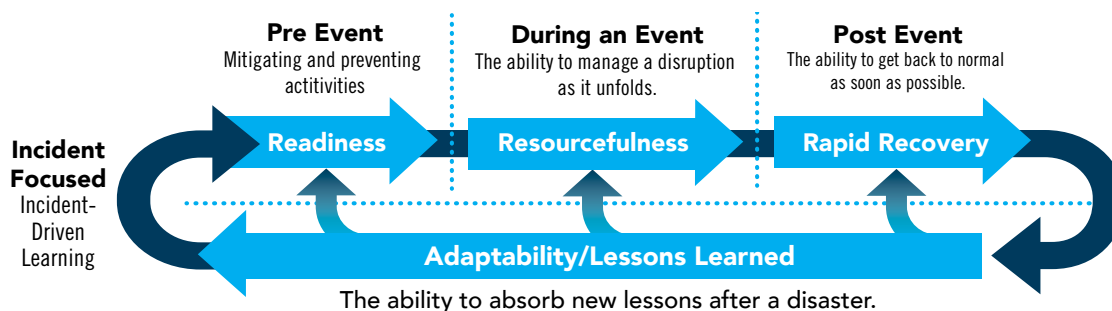 Pre Event
Mitigating and preventing
actitivities
During an Event
The ability to manage a disruption
as it unfolds.
Post Event
The ability to get back to normal
as soon as possible.
Readiness
Resourcefulness
Rapid Recovery
Incident
Focused
Incident-
Driven
Learning
Adaptability/Lessons Learned
The ability to absorb new lessons after a disaster.